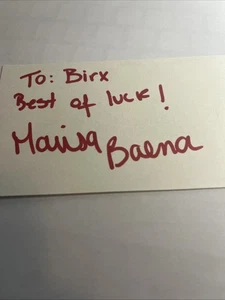 To: Birx
Best of luck!
Marisa Baena